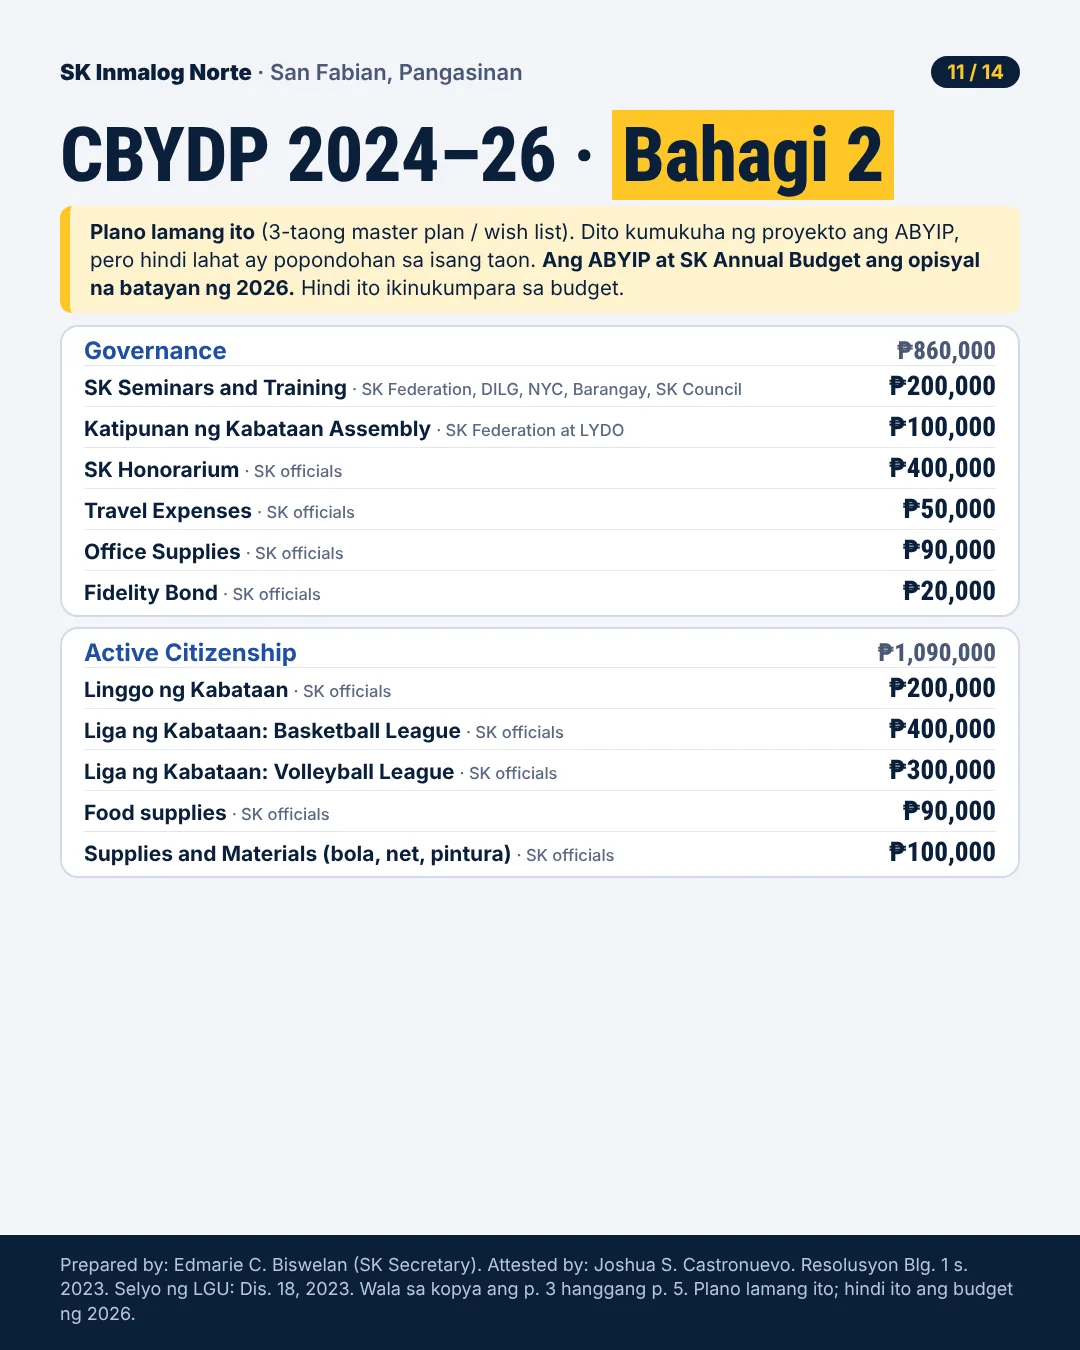 SK Inmalog Norte · San Fabian, Pangasinan
11 / 14
CBYDP 2024–26 · Bahagi 2
Plano lamang ito (3-taong master plan / wish list). Dito kumukuha ng proyekto ang ABYIP,
pero hindi lahat ay popondohan sa isang taon. Ang ABYIP at SK Annual Budget ang opisyal
na batayan ng 2026. Hindi ito ikinukumpara sa budget.
Governance ₱860,000
SK Seminars and Training · SK Federation, DILG, NYC, Barangay, SK Council ₱200,000
Katipunan ng Kabataan Assembly · SK Federation at LYDO ₱100,000
SK Honorarium · SK officials ₱400,000
Travel Expenses · SK officials ₱50,000
Office Supplies · SK officials ₱90,000
Fidelity Bond · SK officials ₱20,000
Active Citizenship ₱1,090,000
Linggo ng Kabataan · SK officials ₱200,000
Liga ng Kabataan: Basketball League · SK officials ₱400,000
Liga ng Kabataan: Volleyball League · SK officials ₱300,000
Food supplies · SK officials ₱90,000
Supplies and Materials (bola, net, pintura) · SK officials ₱100,000
Prepared by: Edmarie C. Biswelan (SK Secretary). Attested by: Joshua S. Castronuevo. Resolusyon Blg. 1 s.
2023. Selyo ng LGU: Dis. 18, 2023. Wala sa kopya ang p. 3 hanggang p. 5. Plano lamang ito; hindi ito ang budget
ng 2026.